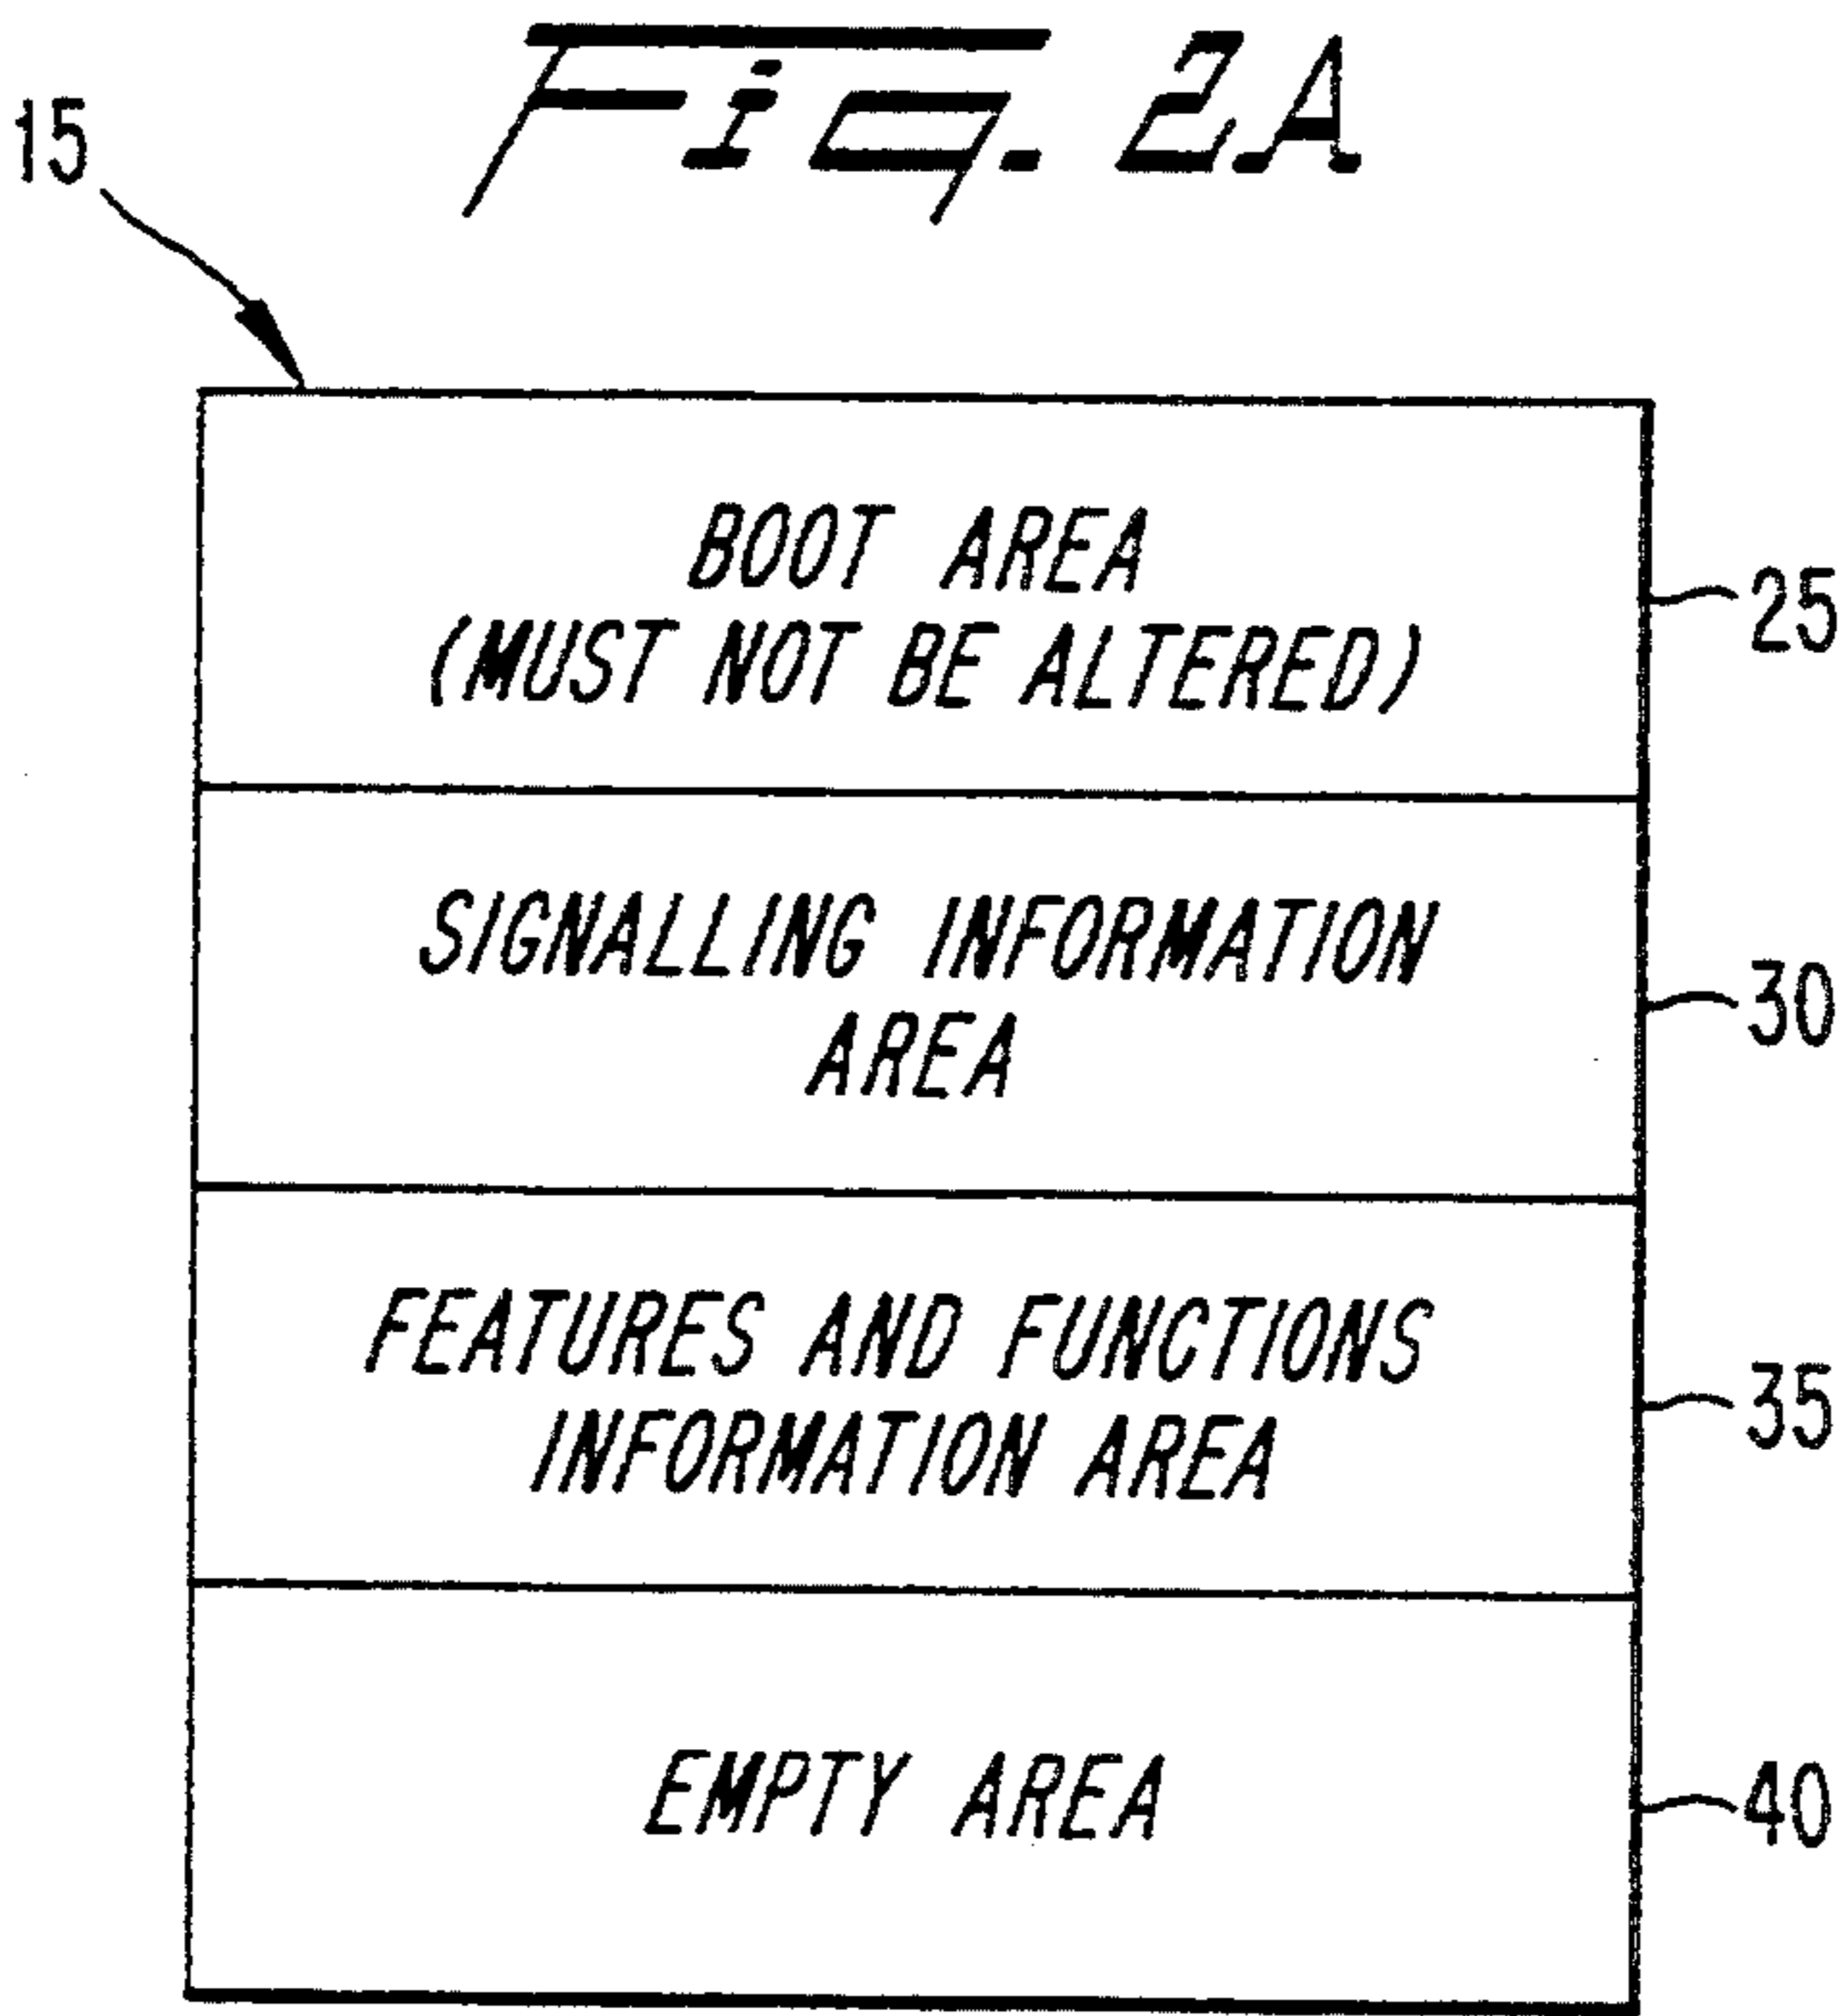 Fig. 2A
15
BOOT AREA
(MUST NOT BE ALTERED)
25
SIGNALLING INFORMATION
AREA
30
FEATURES AND FUNCTIONS
INFORMATION AREA
35
EMPTY AREA
40